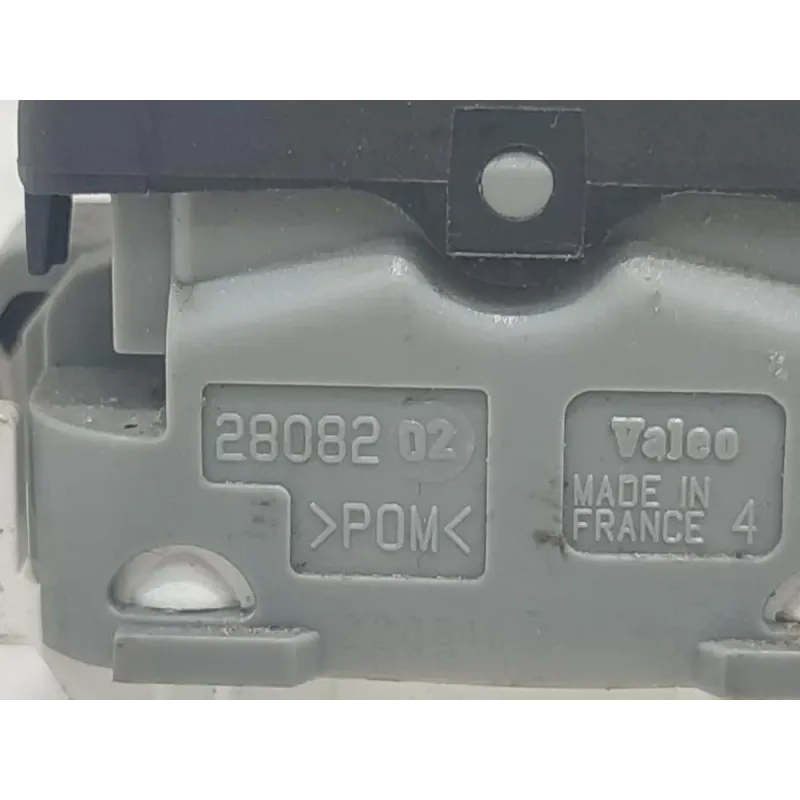 28082 02
>POM<
Valeo
MADE IN
FRANCE 4